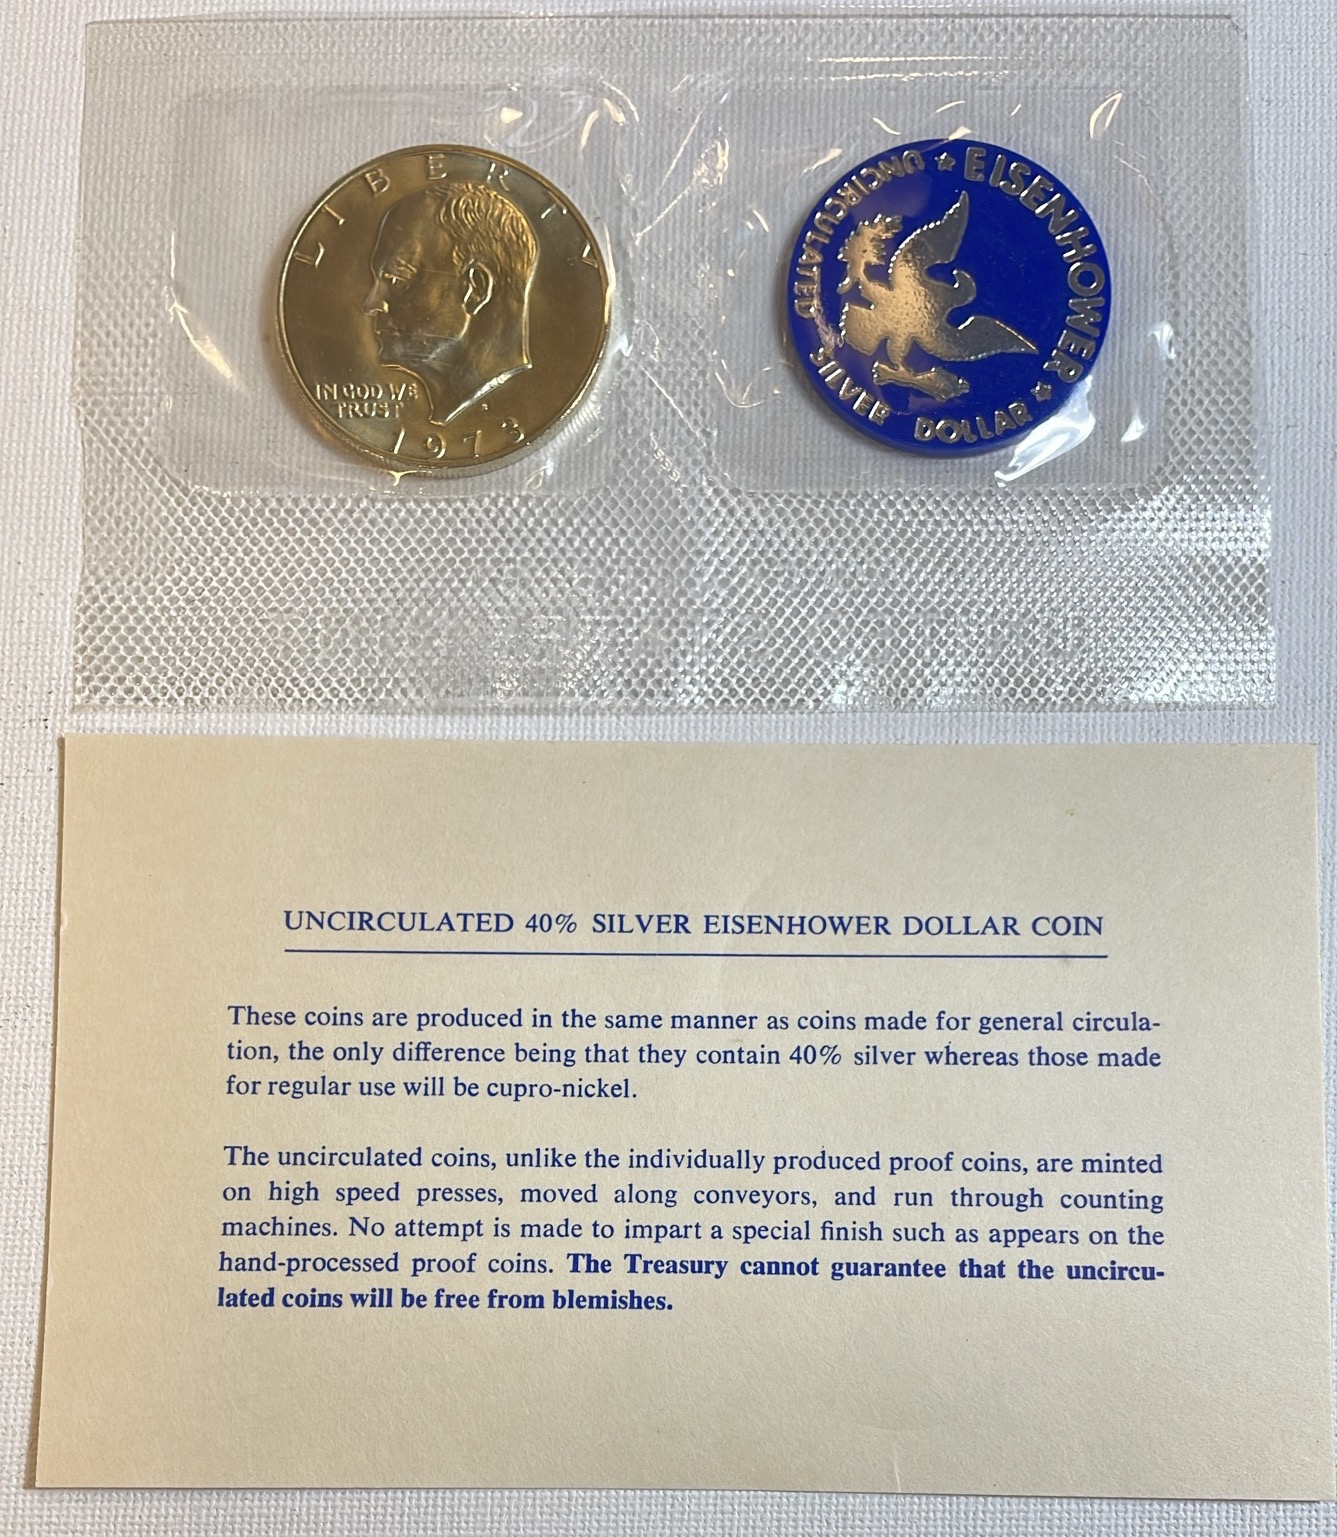 LIBERTY
IN GOD WE
TRUST
1973
EISENHOWER
UNCIRCULATED SILVER DOLLAR
UNCIRCULATED 40% SILVER EISENHOWER DOLLAR COIN
These coins are produced in the same manner as coins made for general circula-
tion, the only difference being that they contain 40% silver whereas those made
for regular use will be cupro-nickel.
The uncirculated coins, unlike the individually produced proof coins, are minted
on high speed presses, moved along conveyors, and run through counting
machines. No attempt is made to impart a special finish such as appears on the
hand-processed proof coins. The Treasury cannot guarantee that the uncircu-
lated coins will be free from blemishes.